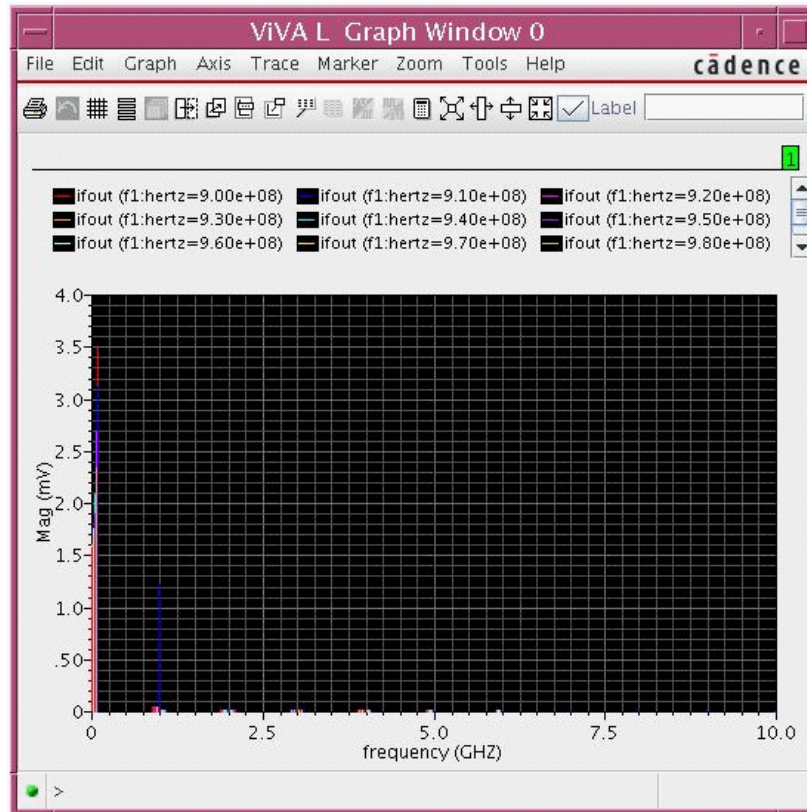 ViVA L Graph Window 0
File Edit Graph Axis Trace Marker Zoom Tools Help cādence
Label
1
ifout (f1:hertz=9.00e+08) ifout (f1:hertz=9.10e+08) ifout (f1:hertz=9.20e+08)
ifout (f1:hertz=9.30e+08) ifout (f1:hertz=9.40e+08) ifout (f1:hertz=9.50e+08)
ifout (f1:hertz=9.60e+08) ifout (f1:hertz=9.70e+08) ifout (f1:hertz=9.80e+08)
4.0
3.5
3.0
2.5
2.0
1.5
1.0
.50
0
Mag (mV)
0 2.5 5.0 7.5 10.0
frequency (GHZ)
>